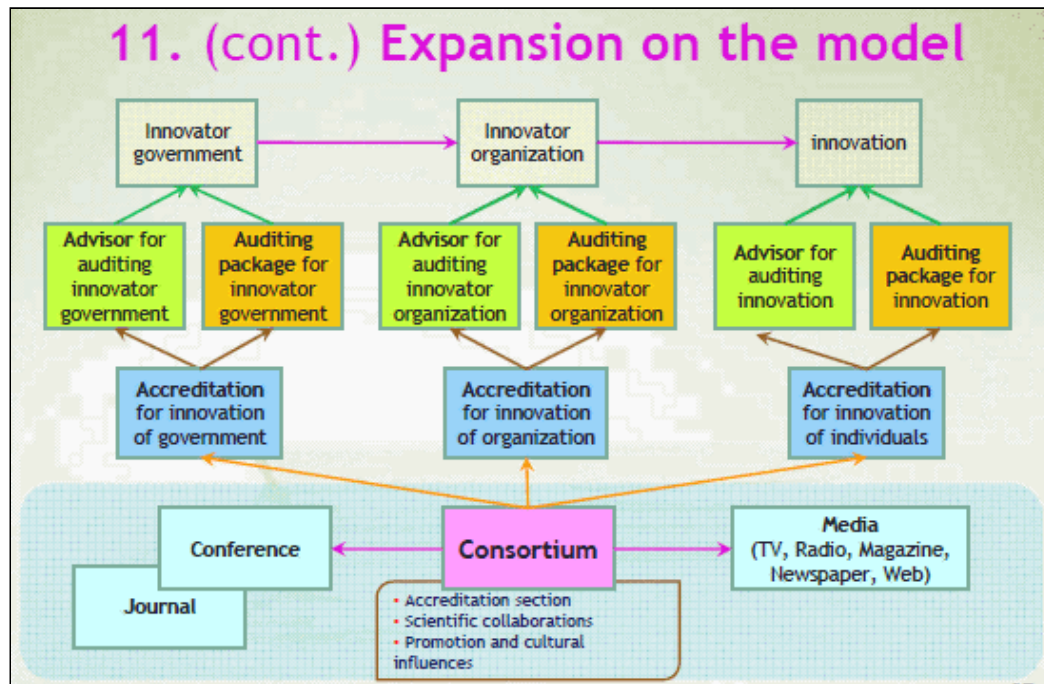 11. (cont.) Expansion on the model
Innovator
government
Innovator
organization
innovation
Advisor for
auditing
innovator
government
Auditing
package for
innovator
government
Advisor for
auditing
innovator
organization
Auditing
package for
innovator
organization
Advisor for
auditing
innovation
Auditing
package for
innovation
Accreditation
for innovation
of government
Accreditation
for innovation
of organization
Accreditation
for innovation
of individuals
Conference
Journal
Consortium
• Accreditation section
• Scientific collaborations
• Promotion and cultural
influences
Media
(TV, Radio, Magazine,
Newspaper, Web)